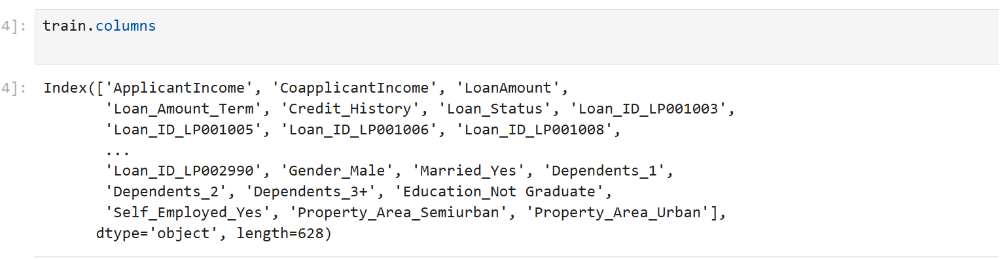 4]: train.columns
4]: Index(['ApplicantIncome', 'CoapplicantIncome', 'LoanAmount',
'Loan_Amount_Term', 'Credit_History', 'Loan_Status', 'Loan_ID_LP001003',
'Loan_ID_LP001005', 'Loan_ID_LP001006', 'Loan_ID_LP001008',
...
'Loan_ID_LP002990', 'Gender_Male', 'Married_Yes', 'Dependents_1',
'Dependents_2', 'Dependents_3+', 'Education_Not Graduate',
'Self_Employed_Yes', 'Property_Area_Semiurban', 'Property_Area_Urban'],
dtype='object', length=628)